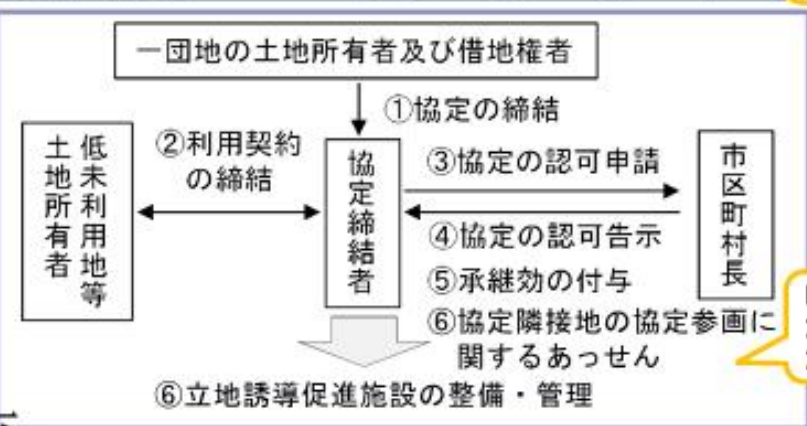 一団地の土地所有者及び借地権者
①協定の締結
低未利用地等
土地所有者
②利用契約
の締結
協定締結者
③協定の認可申請
市区町村長
④協定の認可告示
⑤承継効の付与
⑥協定隣接地の協定参画に
関するあっせん
⑥立地誘導促進施設の整備・管理